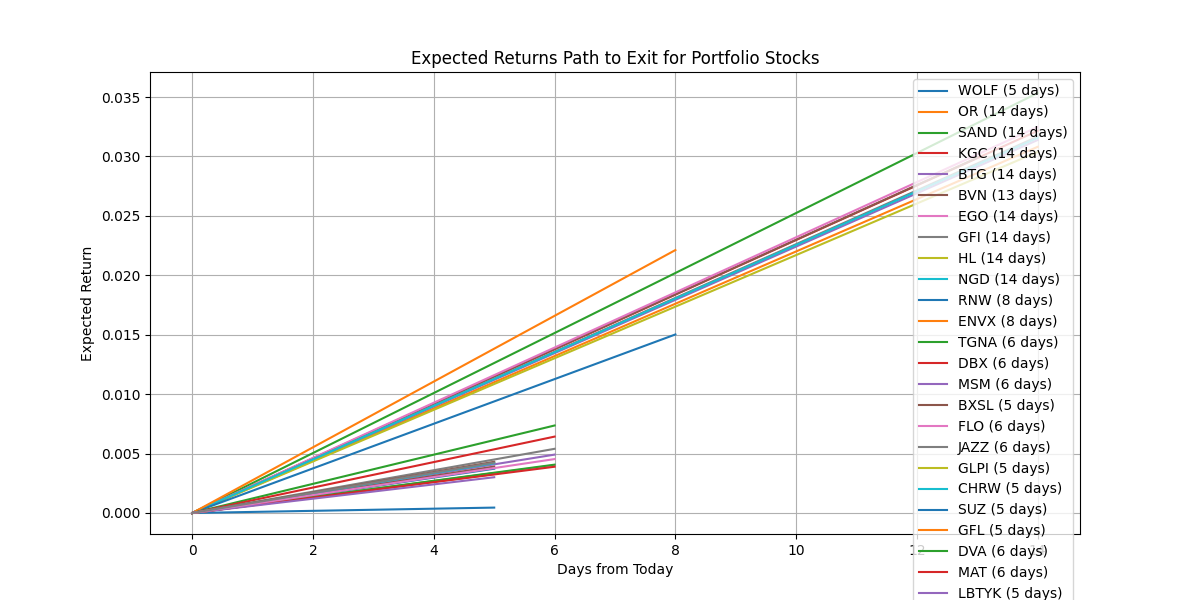 Expected Returns Path to Exit for Portfolio Stocks
Expected Return
0.035
0.030
0.025
0.020
0.015
0.010
0.005
0.000
0
2
4
6
8
10
12
14
Days from Today
WOLF (5 days)
OR (14 days)
SAND (14 days)
KGC (14 days)
BTG (14 days)
BVN (13 days)
EGO (14 days)
GFI (14 days)
HL (14 days)
NGD (14 days)
RNW (8 days)
ENVX (8 days)
TGNA (6 days)
DBX (6 days)
MSM (6 days)
BXSL (5 days)
FLO (6 days)
JAZZ (6 days)
GLPI (5 days)
CHRW (5 days)
SUZ (5 days)
GFL (5 days)
DVA (6 days)
MAT (6 days)
LBTYK (5 days)